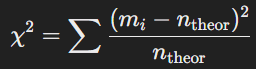 χ² = ∑ (mᵢ − n_theor)² / n_theor